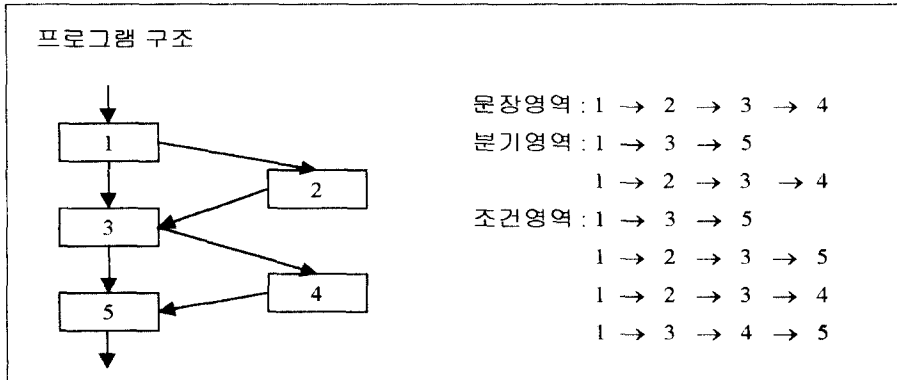 프로그램 구조
1
2
3
4
5
문장영역 : 1 → 2 → 3 → 4
분기영역 : 1 → 3 → 5
1 → 2 → 3 → 4
조건영역 : 1 → 3 → 5
1 → 2 → 3 → 5
1 → 2 → 3 → 4
1 → 3 → 4 → 5